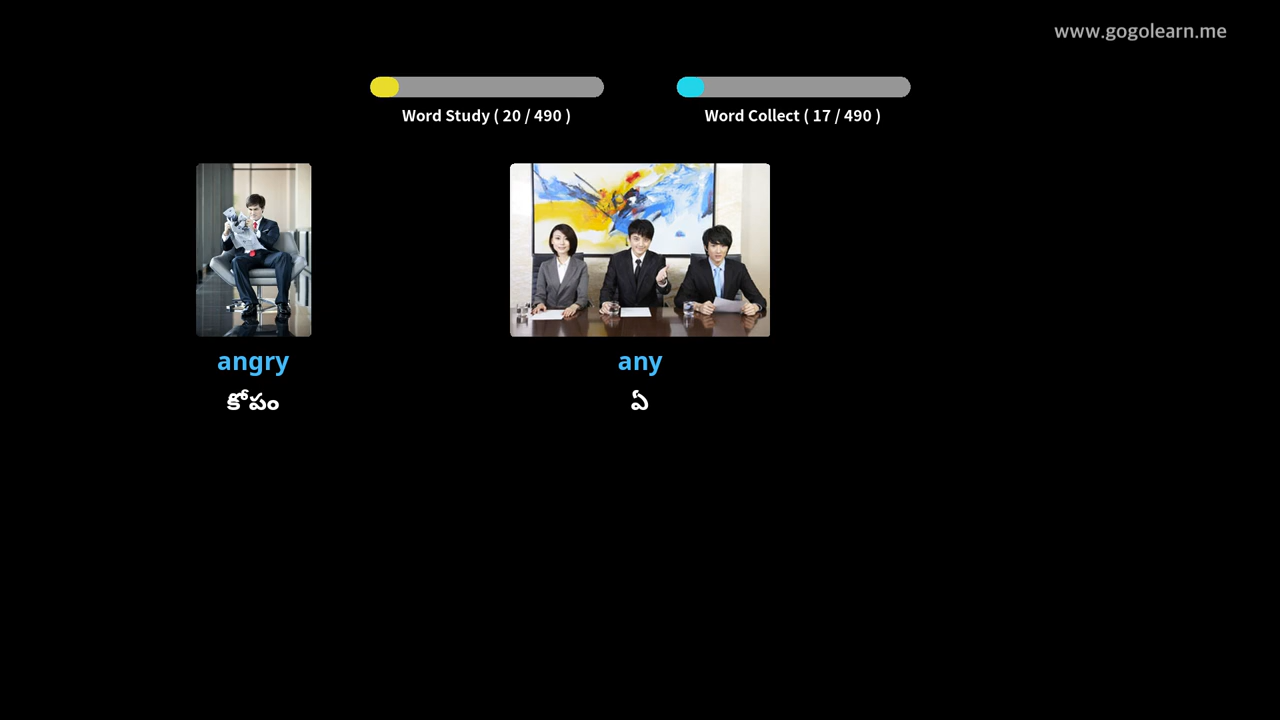 www.gogolearn.me
Word Study ( 20 / 490 )
Word Collect ( 17 / 490 )
angry
any
కోపం
ఏ